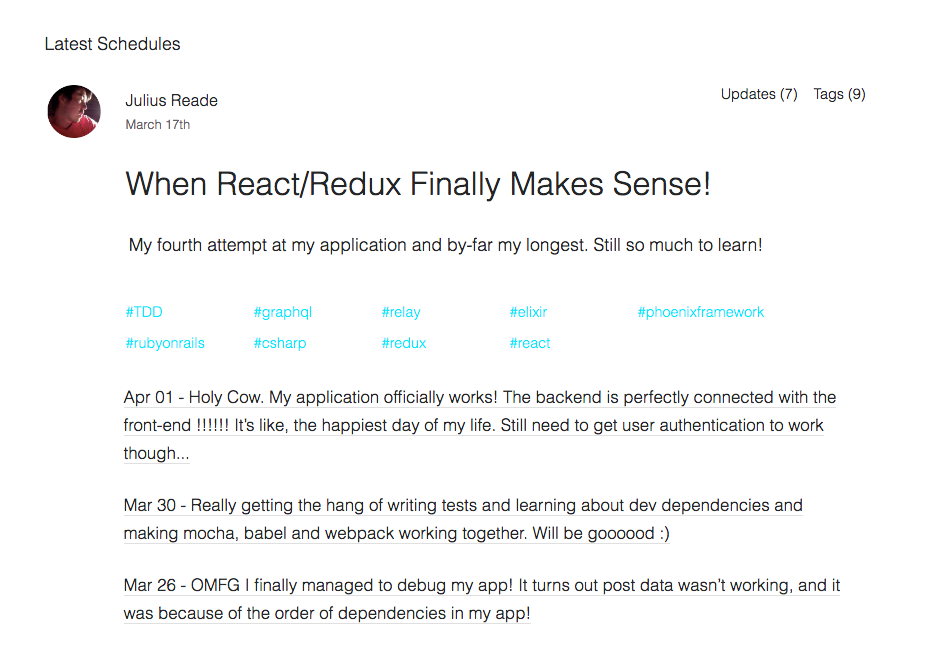 Latest Schedules
Julius Reade
Updates (7) Tags (9)
March 17th
When React/Redux Finally Makes Sense!
My fourth attempt at my application and by-far my longest. Still so much to learn!
#TDD #graphql #relay #elixir #phoenixframework
#rubyonrails #csharp #redux #react
Apr 01 - Holy Cow. My application officially works! The backend is perfectly connected with the
front-end !!!!!! It's like, the happiest day of my life. Still need to get user authentication to work
though...
Mar 30 - Really getting the hang of writing tests and learning about dev dependencies and
making mocha, babel and webpack working together. Will be goooood :)
Mar 26 - OMFG I finally managed to debug my app! It turns out post data wasn't working, and it
was because of the order of dependencies in my app!